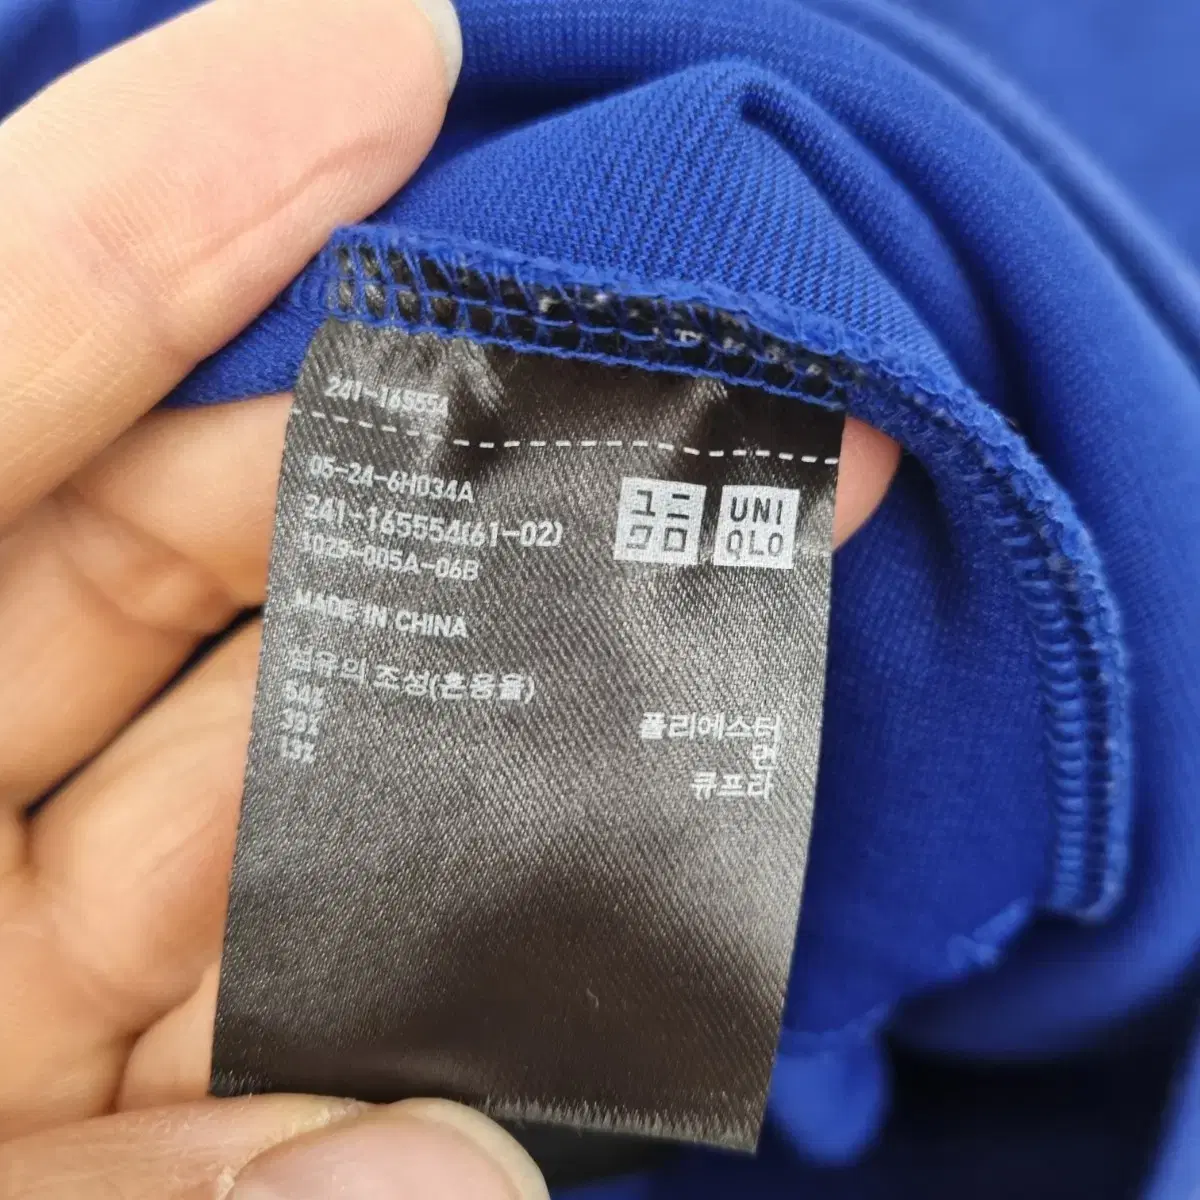 241-165554
05-24-6H034A
241-165554(61-02)
1029-005A-06B
MADE IN CHINA
ユニ
クロ
UNI
QLO
섬유의 조성(혼용율)
54% 폴리에스터
33% 면
13% 큐프라